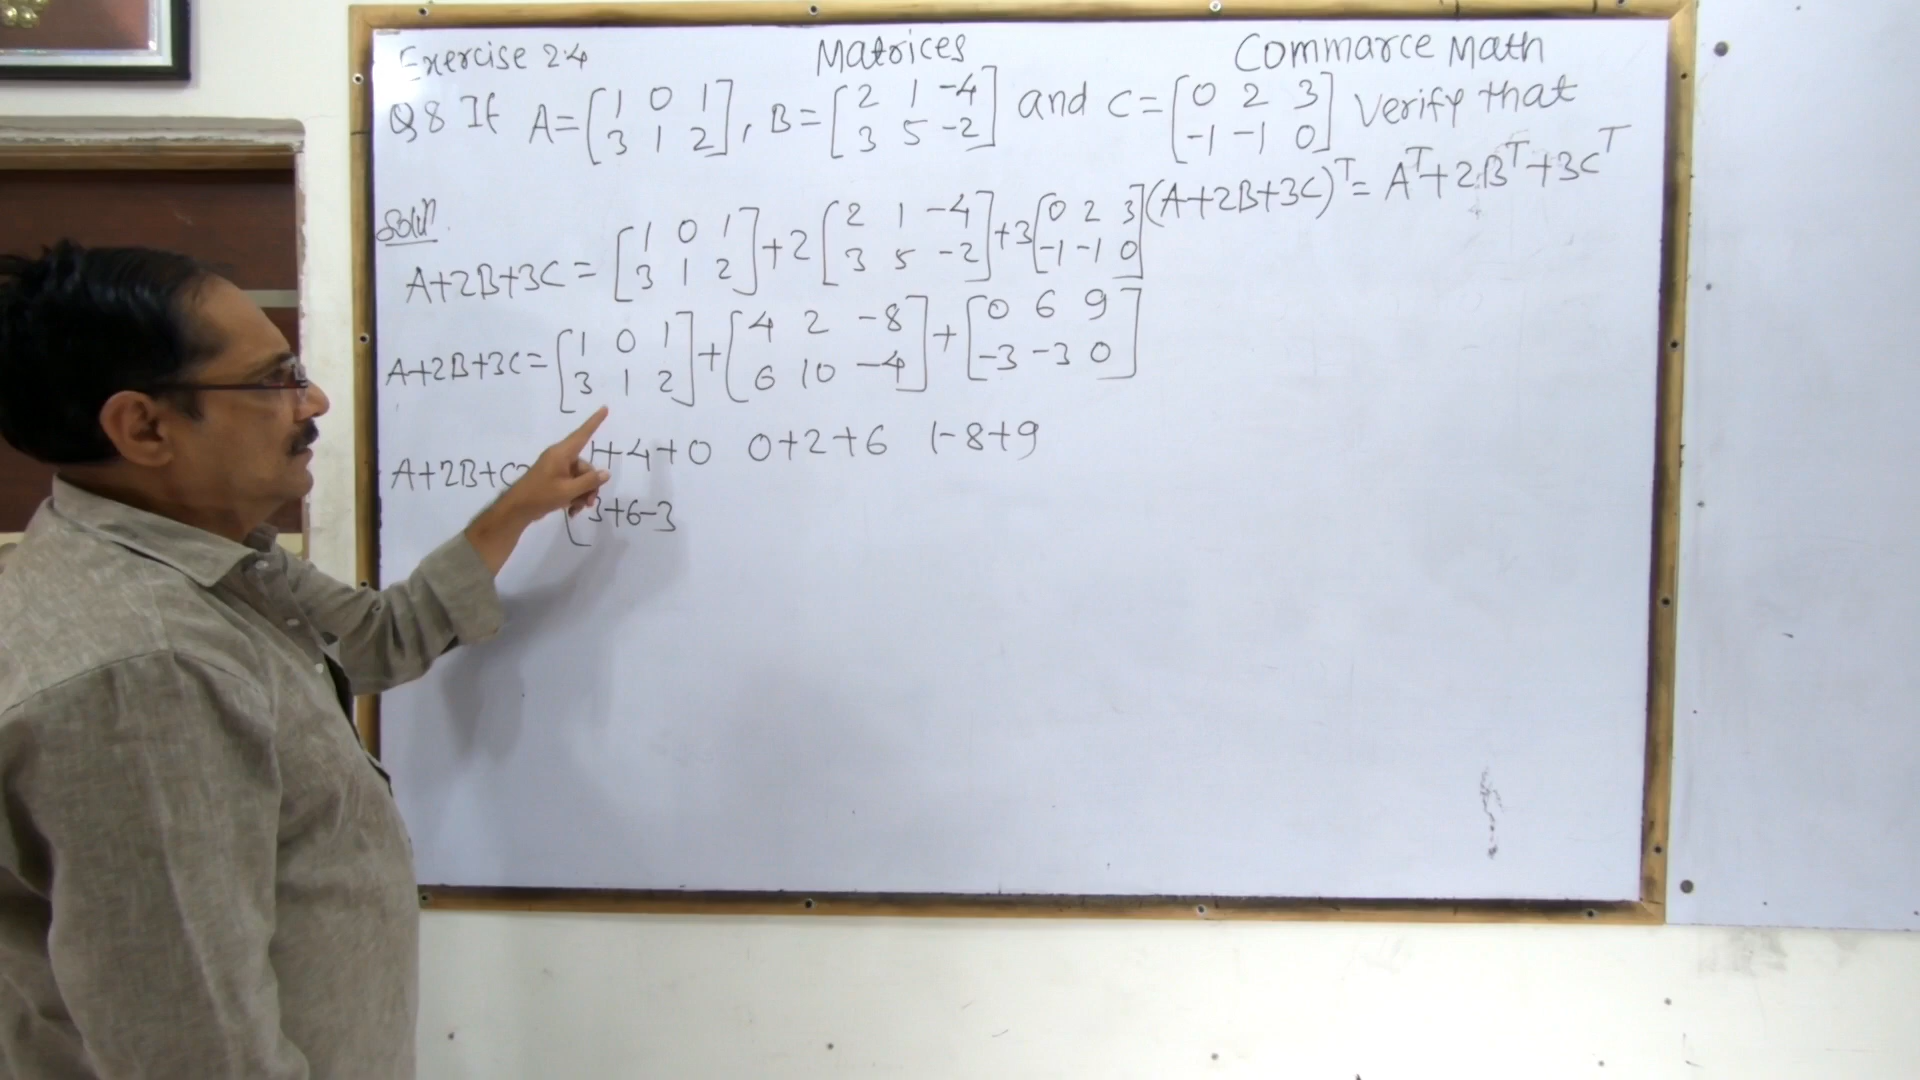 Exercise 2.4 Matrices Commarce Math
Q8 If A=[1 0 1 / 3 1 2], B=[2 1 -4 / 3 5 -2] and C=[0 2 3 / -1 -1 0] Verify that
(A+2B+3C)^T = A^T+2B^T+3C^T
Soln.
A+2B+3C = [1 0 1 / 3 1 2]+2[2 1 -4 / 3 5 -2]+3[0 2 3 / -1 -1 0]
A+2B+3C=[1 0 1 / 3 1 2]+[4 2 -8 / 6 10 -4]+[0 6 9 / -3 -3 0]
A+2B+C 1+4+0 0+2+6 1-8+9
3+6-3